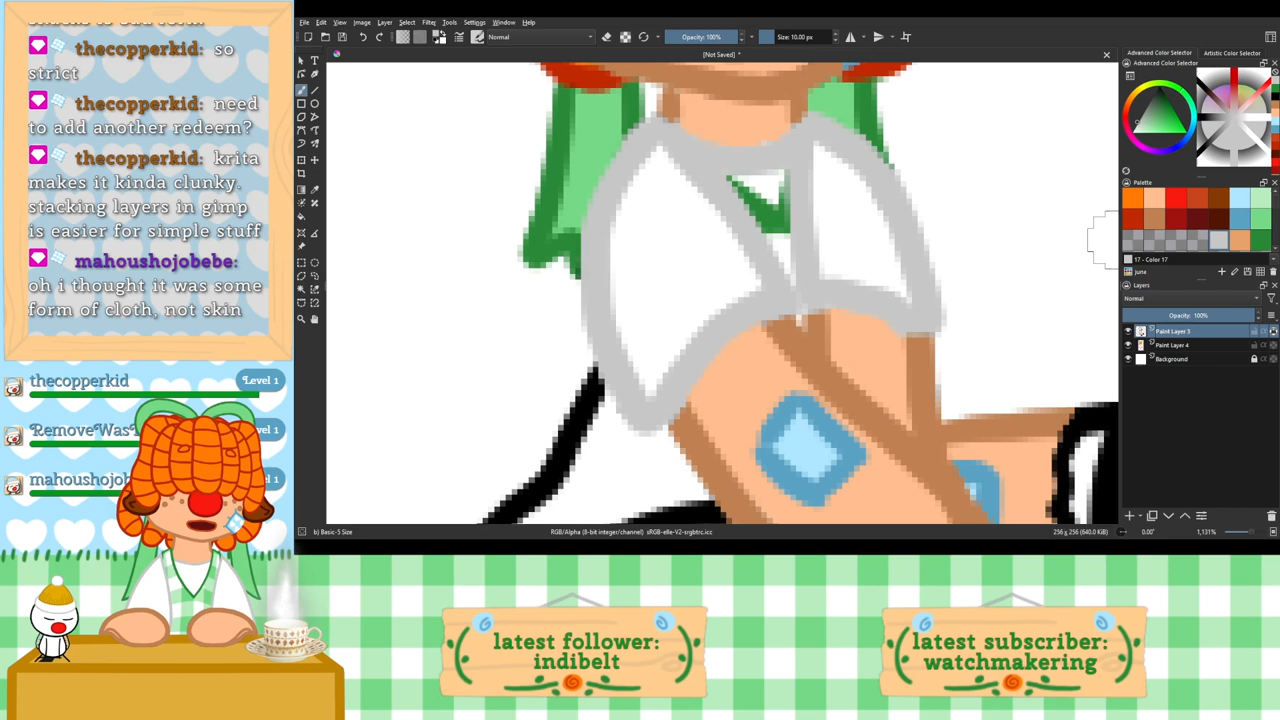 thecopperkid: so
strict
thecopperkid: need
to add another redeem?
thecopperkid: krita
makes it kinda clunky.
stacking layers in gimp
is easier for simple stuff
mahoushojobebe:
oh i thought it was some
form of cloth, not skin
thecopperkid Level 1
RemoveWas
mahoushojob
File Edit View Image Layer Select Filter Tools Settings Window Help
Normal Opacity: 100% Size: 10.00 px
[Not Saved] *
Advanced Color Selector Artistic Color Selector
Advanced Color Selector
Palette
17 - Color 17
june
Layers
Normal
Opacity: 100%
Paint Layer 3
Paint Layer 4
Background
b) Basic-5 Size RGB/Alpha (8-bit integer/channel) sRGB-elle-V2-srgbtrc.icc 256 x 256 (640.0 KiB) 0.00° 1,131%
latest follower:
indibelt
latest subscriber:
watchmakering